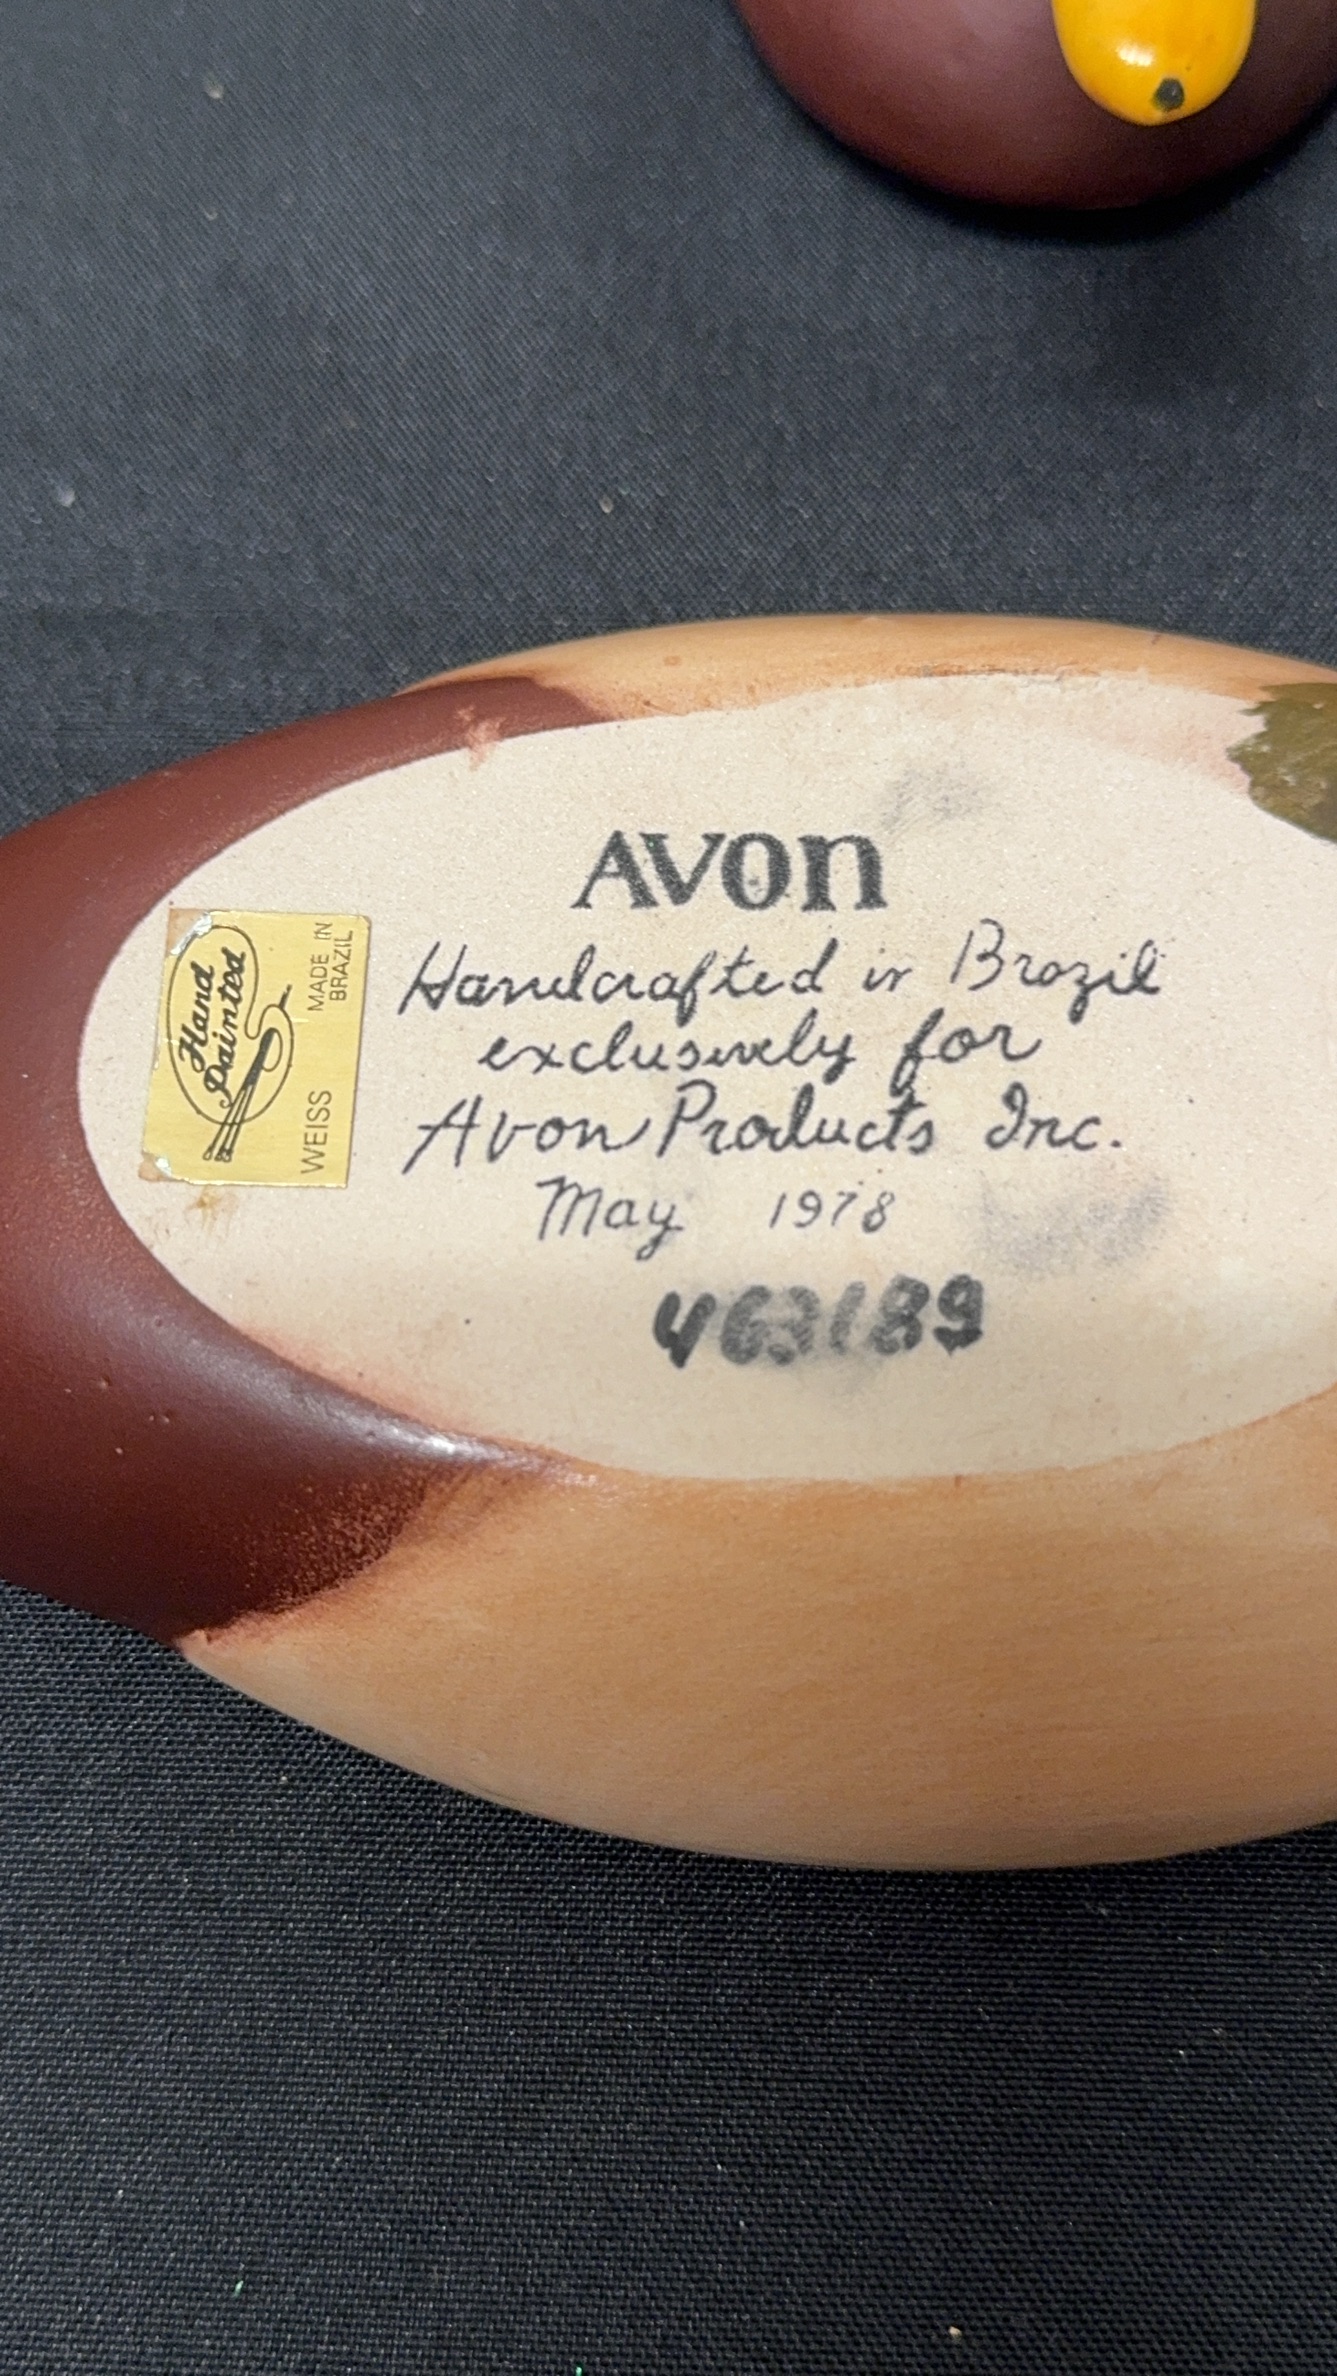 AVON
Handcrafted in Brazil
exclusively for
Avon Products Inc.
May 1978
463189
Hand
Painted
MADE IN
BRAZIL
WEISS